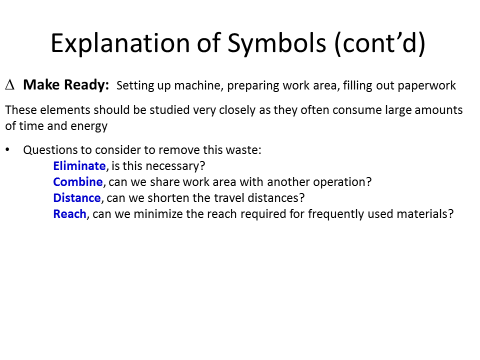 Explanation of Symbols (cont’d)
Δ Make Ready: Setting up machine, preparing work area, filling out paperwork
These elements should be studied very closely as they often consume large amounts
of time and energy
• Questions to consider to remove this waste:
Eliminate, is this necessary?
Combine, can we share work area with another operation?
Distance, can we shorten the travel distances?
Reach, can we minimize the reach required for frequently used materials?